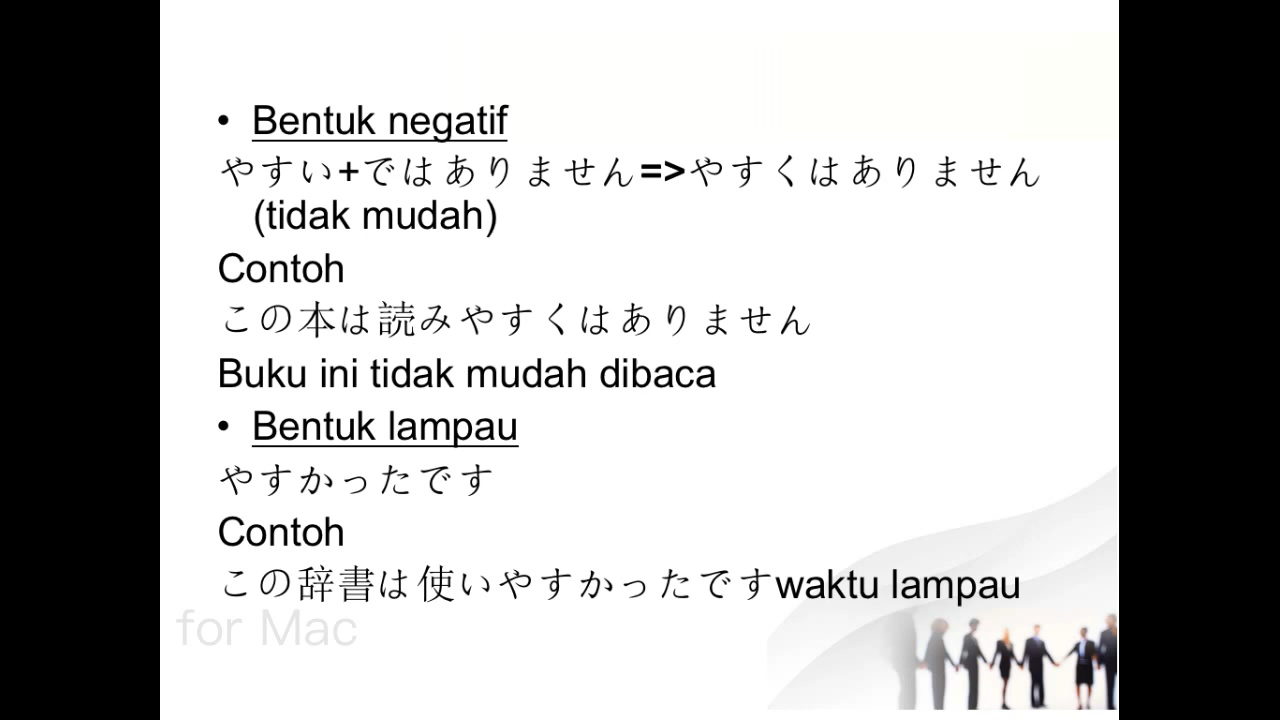 • Bentuk negatif
やすい+ではありません=>やすくはありません
(tidak mudah)
Contoh
この本は読みやすくはありません
Buku ini tidak mudah dibaca
• Bentuk lampau
やすかったです
Contoh
この辞書は使いやすかったですwaktu lampau
for Mac